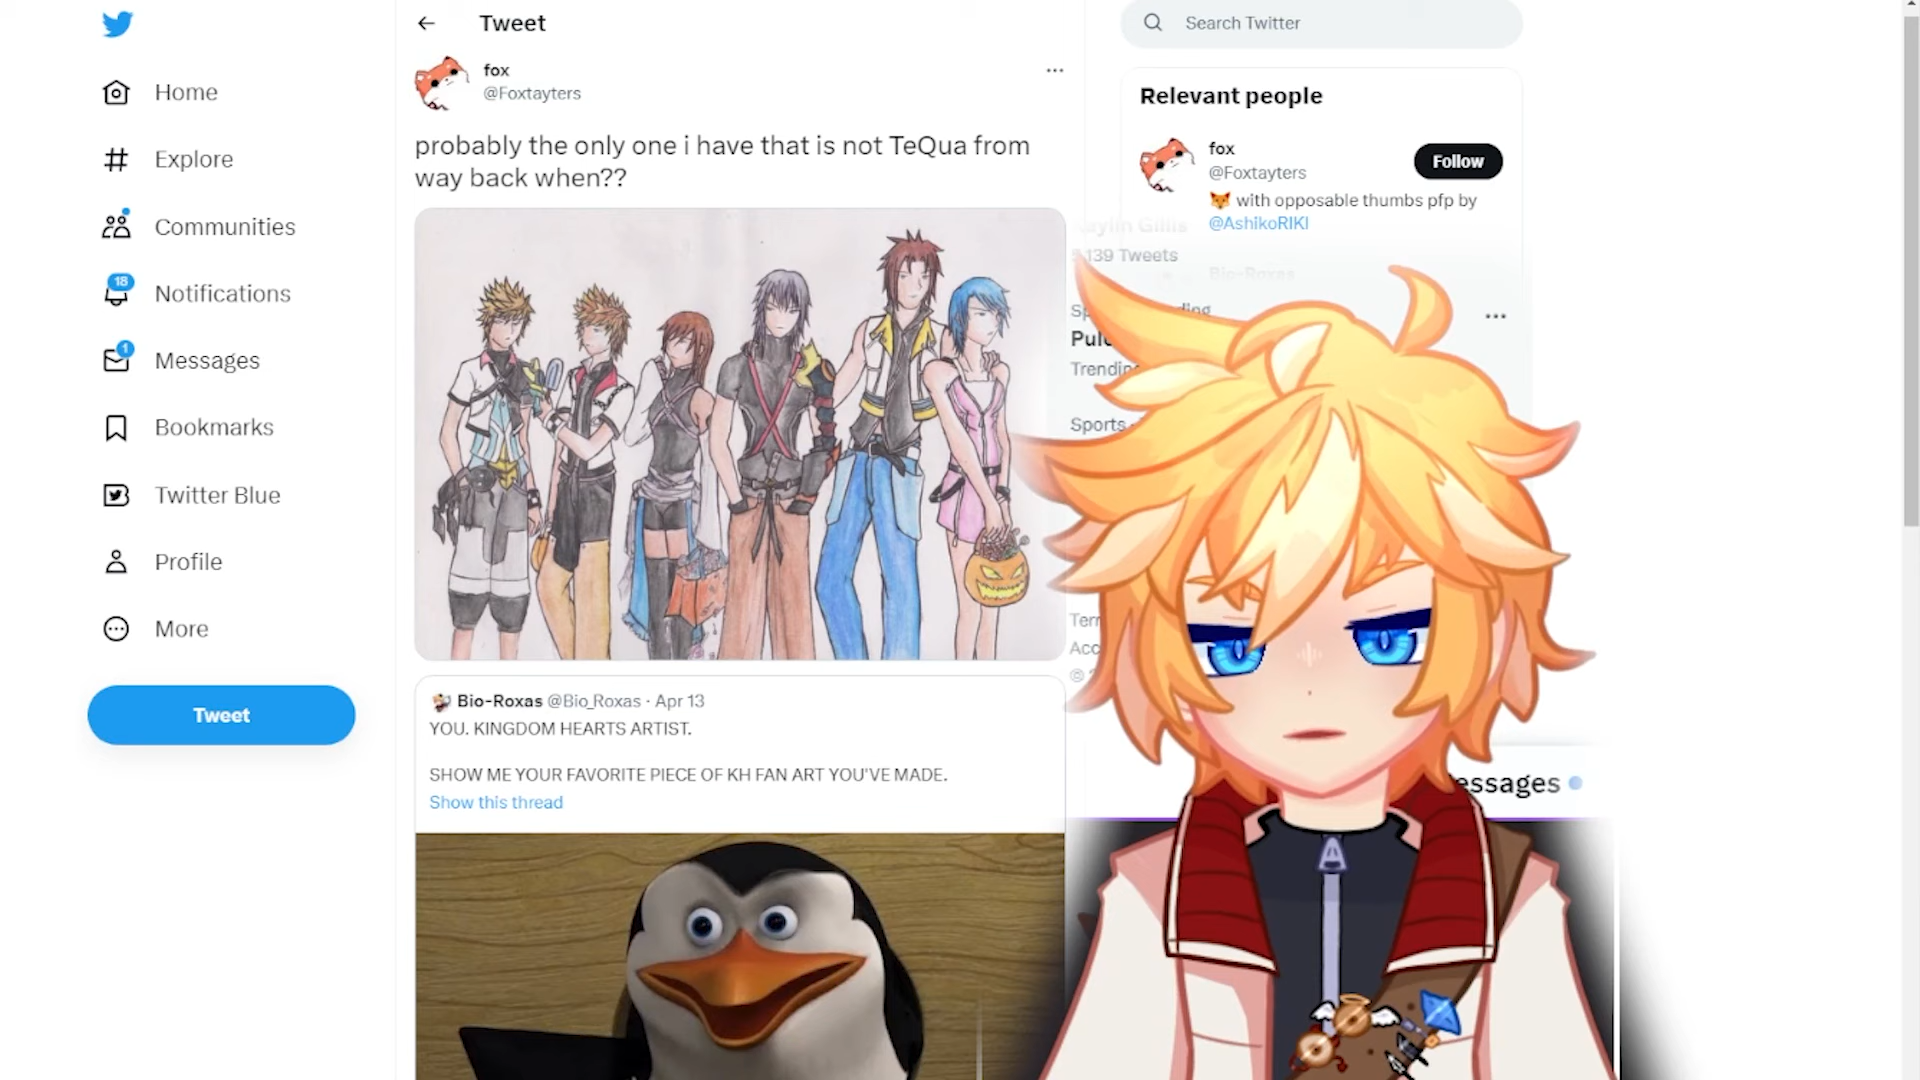 Home
Explore
Communities
18
Notifications
1
Messages
Bookmarks
Twitter Blue
Profile
More
Tweet
Tweet
fox
@Foxtayters
probably the only one i have that is not TeQua from
way back when??
Bio-Roxas @Bio_Roxas · Apr 13
YOU. KINGDOM HEARTS ARTIST.
SHOW ME YOUR FAVORITE PIECE OF KH FAN ART YOU'VE MADE.
Show this thread
Search Twitter
Relevant people
fox
@Foxtayters
Follow
🦊 with opposable thumbs pfp by
@AshikoRIKI
Bio-Roxas
139 Tweets
Sports